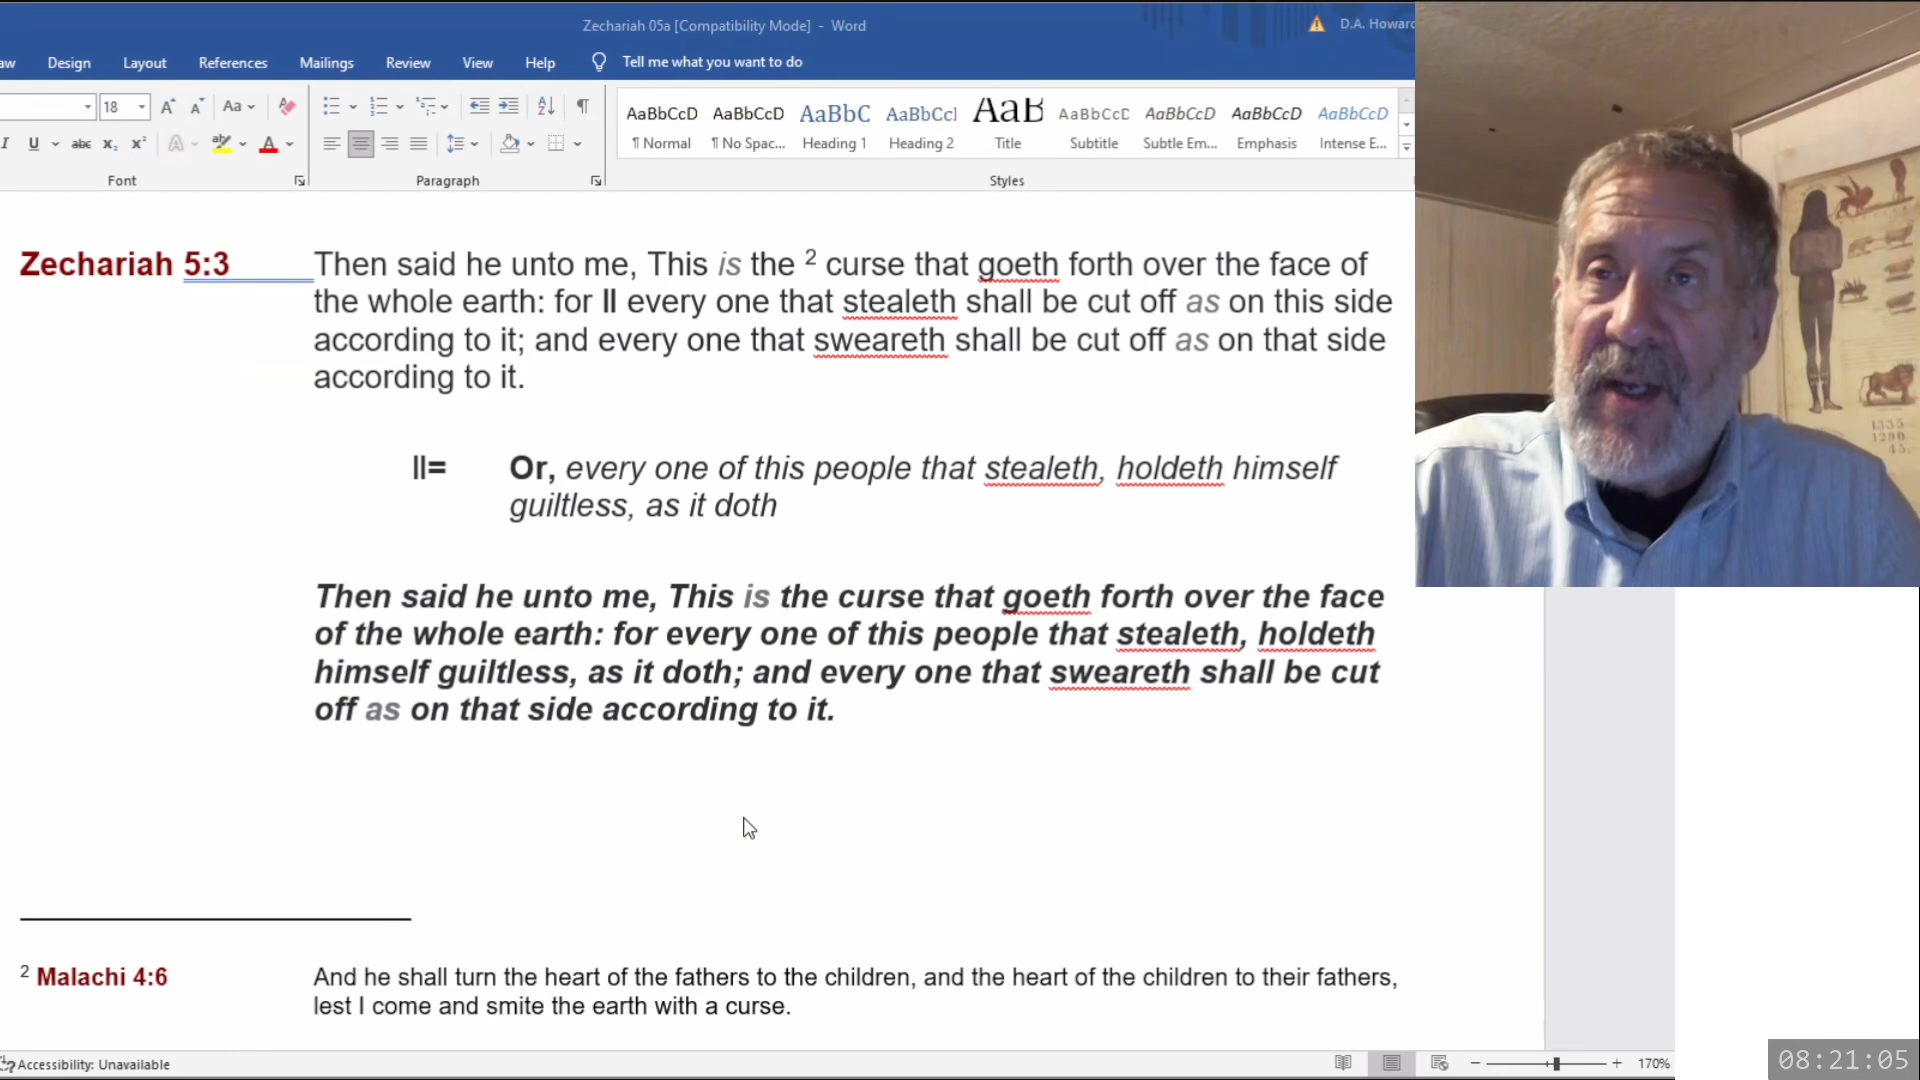 Zechariah 05a [Compatibility Mode] - Word
D.A. Howard
aw Design Layout References Mailings Review View Help Tell me what you want to do
18 Aa
AaBbCcD AaBbCcD AaBbC AaBbCcI AaB AaBbCcD AaBbCcD AaBbCcD AaBbCcD
I U abc x₂ x² A A
¶ Normal ¶ No Spac... Heading 1 Heading 2 Title Subtitle Subtle Em... Emphasis Intense E...
Font Paragraph Styles
Zechariah 5:3 Then said he unto me, This is the ² curse that goeth forth over the face of
the whole earth: for ǁ every one that stealeth shall be cut off as on this side
according to it; and every one that sweareth shall be cut off as on that side
according to it.
ǁ= Or, every one of this people that stealeth, holdeth himself
guiltless, as it doth
Then said he unto me, This is the curse that goeth forth over the face
of the whole earth: for every one of this people that stealeth, holdeth
himself guiltless, as it doth; and every one that sweareth shall be cut
off as on that side according to it.
² Malachi 4:6 And he shall turn the heart of the fathers to the children, and the heart of the children to their fathers,
lest I come and smite the earth with a curse.
Accessibility: Unavailable
170%
1335
1290
45.
08:21:05